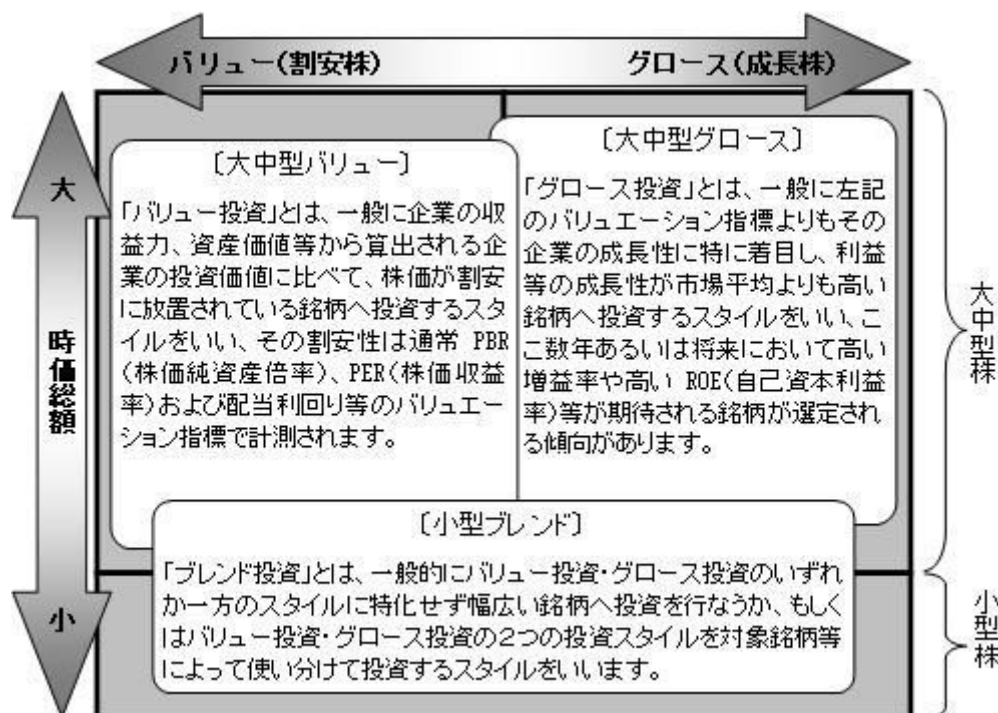 バリュー(割安株)
グロース(成長株)
大
時価総額
小
［大中型バリュー］
「バリュー投資」とは、一般に企業の収
益力、資産価値等から算出される企
業の投資価値に比べて、株価が割安
に放置されている銘柄へ投資するスタ
イルをいい、その割安性は通常 PBR
(株価純資産倍率)、PER(株価収益
率)および配当利回り等のバリュエー
ション指標で計測されます。
［大中型グロース］
「グロース投資」とは、一般に左記
のバリュエーション指標よりもその
企業の成長性に特に着目し、利益
等の成長性が市場平均よりも高い
銘柄へ投資するスタイルをいい、こ
こ数年あるいは将来において高い
増益率や高い ROE(自己資本利益
率)等が期待される銘柄が選定され
る傾向があります。
［小型ブレンド］
「ブレンド投資」とは、一般的にバリュー投資・グロース投資のいずれ
か一方のスタイルに特化せず幅広い銘柄へ投資を行なうか、もしく
はバリュー投資・グロース投資の２つの投資スタイルを対象銘柄等
によって使い分けて投資するスタイルをいいます。
大中型株
小型株